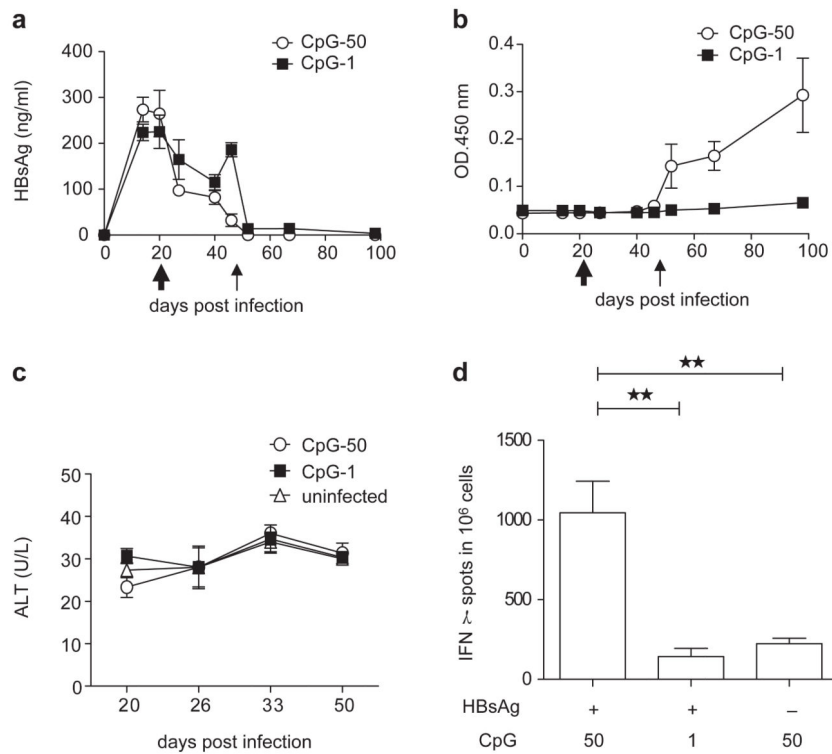 a
CpG-50
CpG-1
HBsAg (ng/ml)
400
300
200
100
0
0 20 40 60 80 100
days post infection
b
CpG-50
CpG-1
OD.450 nm
0.4
0.3
0.2
0.1
0.0
0 20 40 60 80 100
days post infection
c
CpG-50
CpG-1
uninfected
ALT (U/L)
50
40
30
20
10
0
20 26 33 50
days post infection
d
★★
★★
IFN γ- spots in 10⁶ cells
1500
1000
500
0
HBsAg + + –
CpG 50 1 50